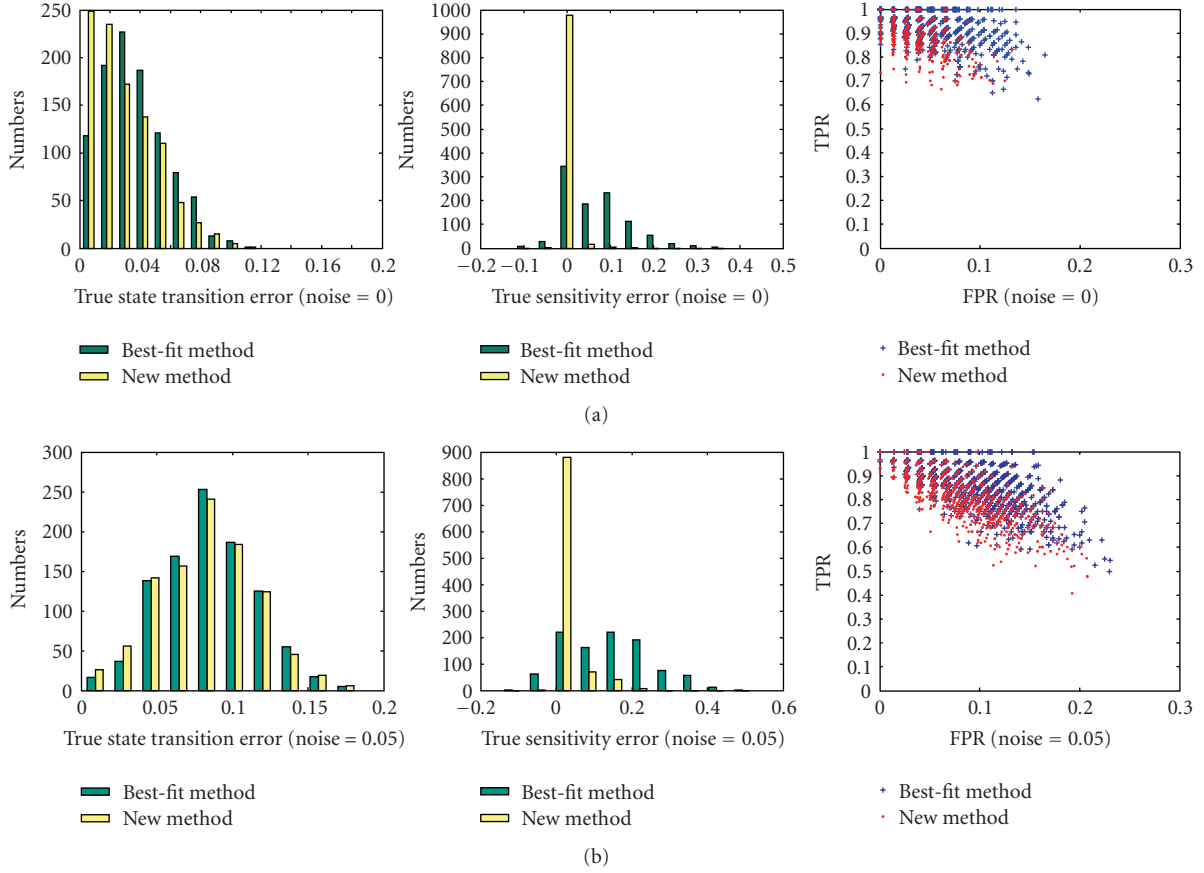 250
200
150
100
50
0
Numbers
0 0.04 0.08 0.12 0.16 0.2
True state transition error (noise = 0)
Best-fit method
New method
1000
900
800
700
600
500
400
300
200
100
0
Numbers
−0.2 −0.1 0 0.1 0.2 0.3 0.4 0.5
True sensitivity error (noise = 0)
Best-fit method
New method
1
0.9
0.8
0.7
0.6
0.5
0.4
0.3
0.2
0.1
0
TPR
0 0.1 0.2 0.3
FPR (noise = 0)
Best-fit method
New method
(a)
300
250
200
150
100
50
0
Numbers
0.05 0.1 0.15 0.2
True state transition error (noise = 0.05)
Best-fit method
New method
900
800
700
600
500
400
300
200
100
0
Numbers
−0.2 0 0.2 0.4 0.6
True sensitivity error (noise = 0.05)
Best-fit method
New method
1
0.9
0.8
0.7
0.6
0.5
0.4
0.3
0.2
0.1
0
TPR
0 0.1 0.2 0.3
FPR (noise = 0.05)
Best-fit method
New method
(b)